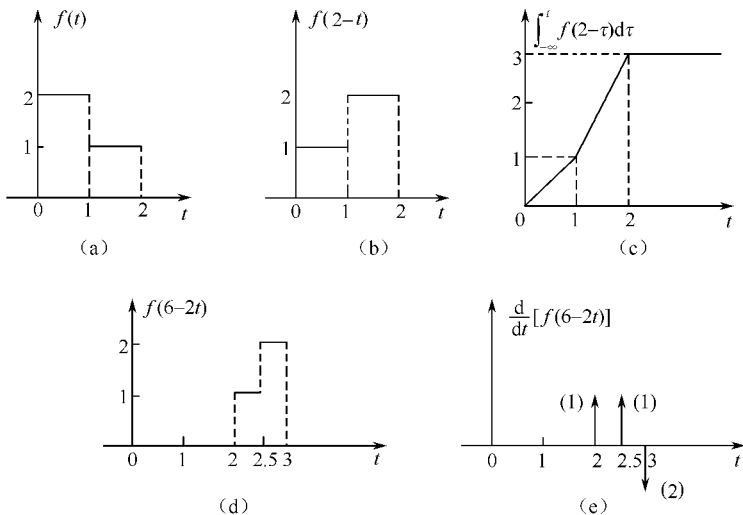 f(t)
2
1
0 1 2 t
(a)
f(2−t)
2
1
0 1 2 t
(b)
∫_{−∞}^{t} f(2−τ)dτ
3
2
1
0 1 2 t
(c)
f(6−2t)
2
1
0 1 2 2.5 3 t
(d)
d/dt [f(6−2t)]
(1) (1)
0 1 2 2.5 3 t
(2)
(e)